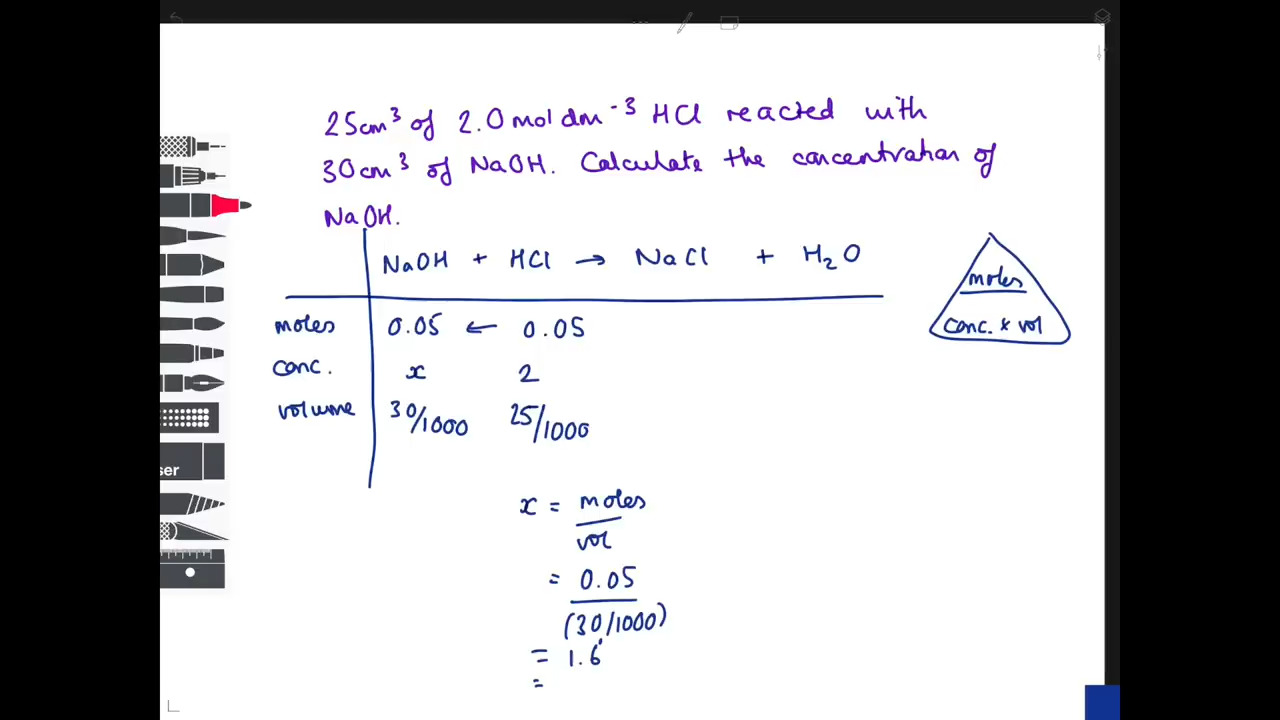 25cm³ of 2.0 mol dm⁻³ HCl reacted with
30cm³ of NaOH. Calculate the concentration of
NaOH.
NaOH + HCl → NaCl + H₂O
moles
conc. x vol
moles 0.05 ← 0.05
conc. x 2
volume 30/1000 25/1000
x = moles
vol
= 0.05
(30/1000)
= 1.6̇
=
ser